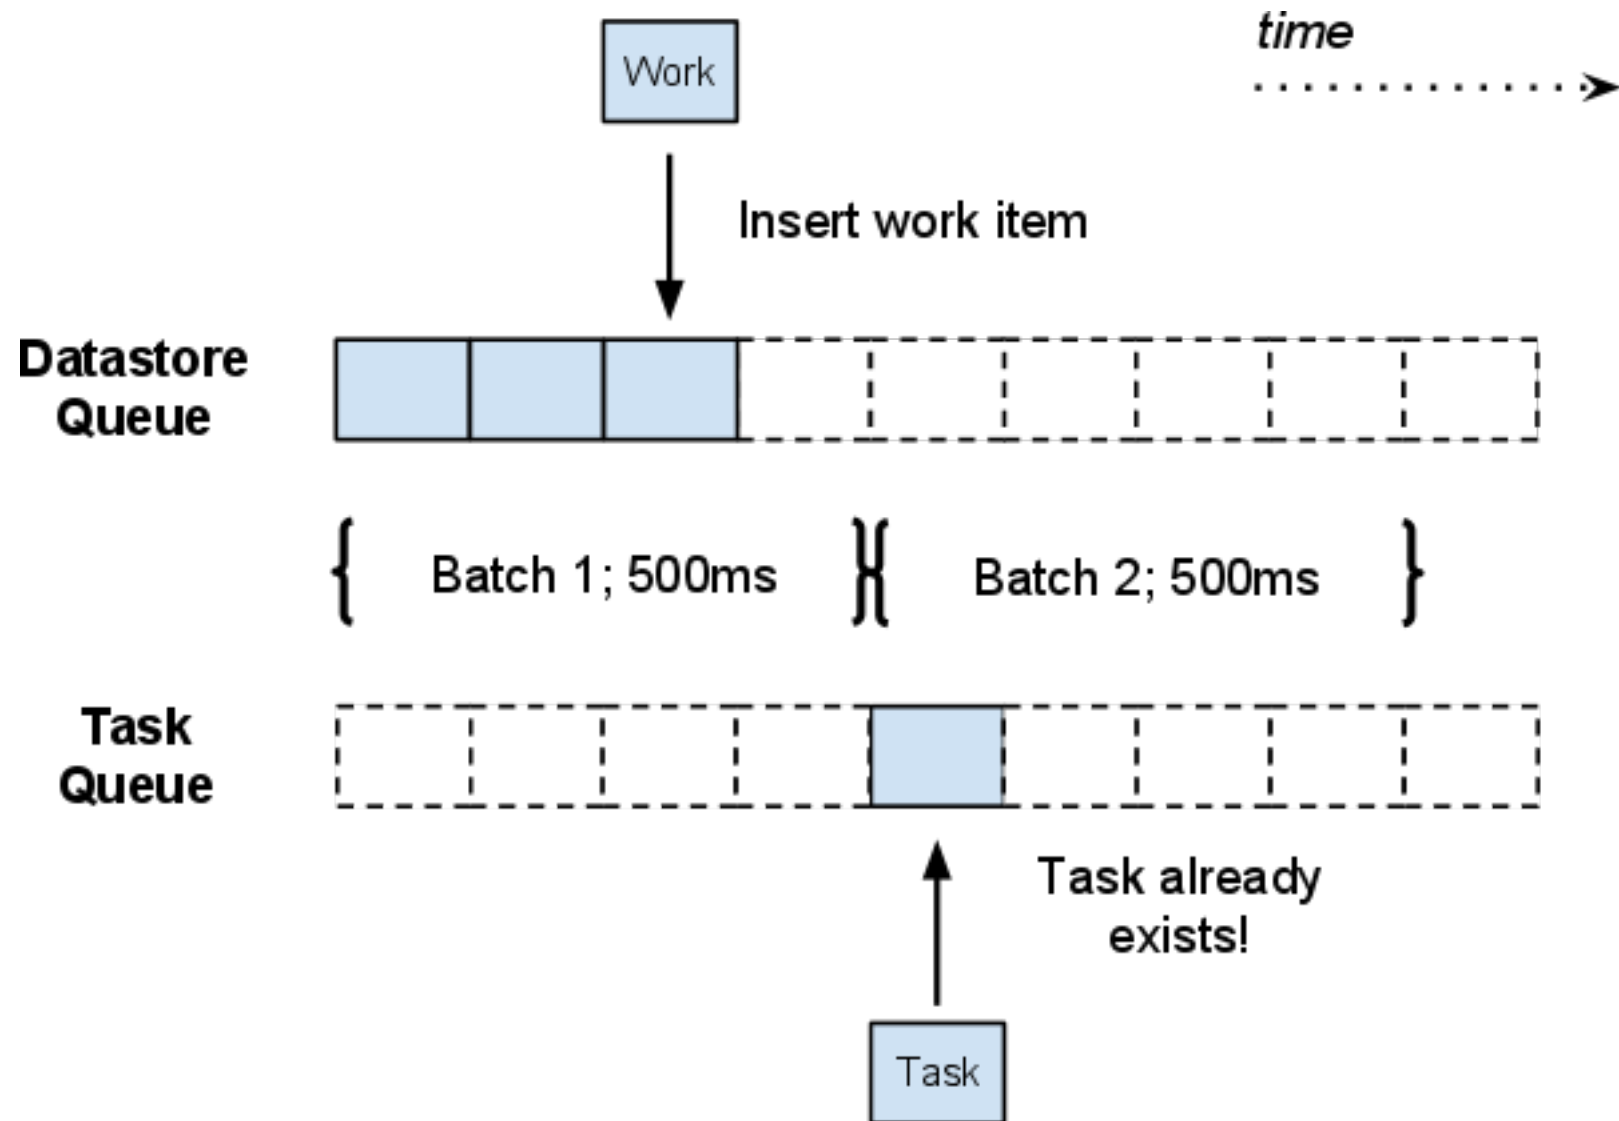 time
Work
Insert work item
Datastore
Queue
Batch 1; 500ms
Batch 2; 500ms
Task
Queue
Task already
exists!
Task